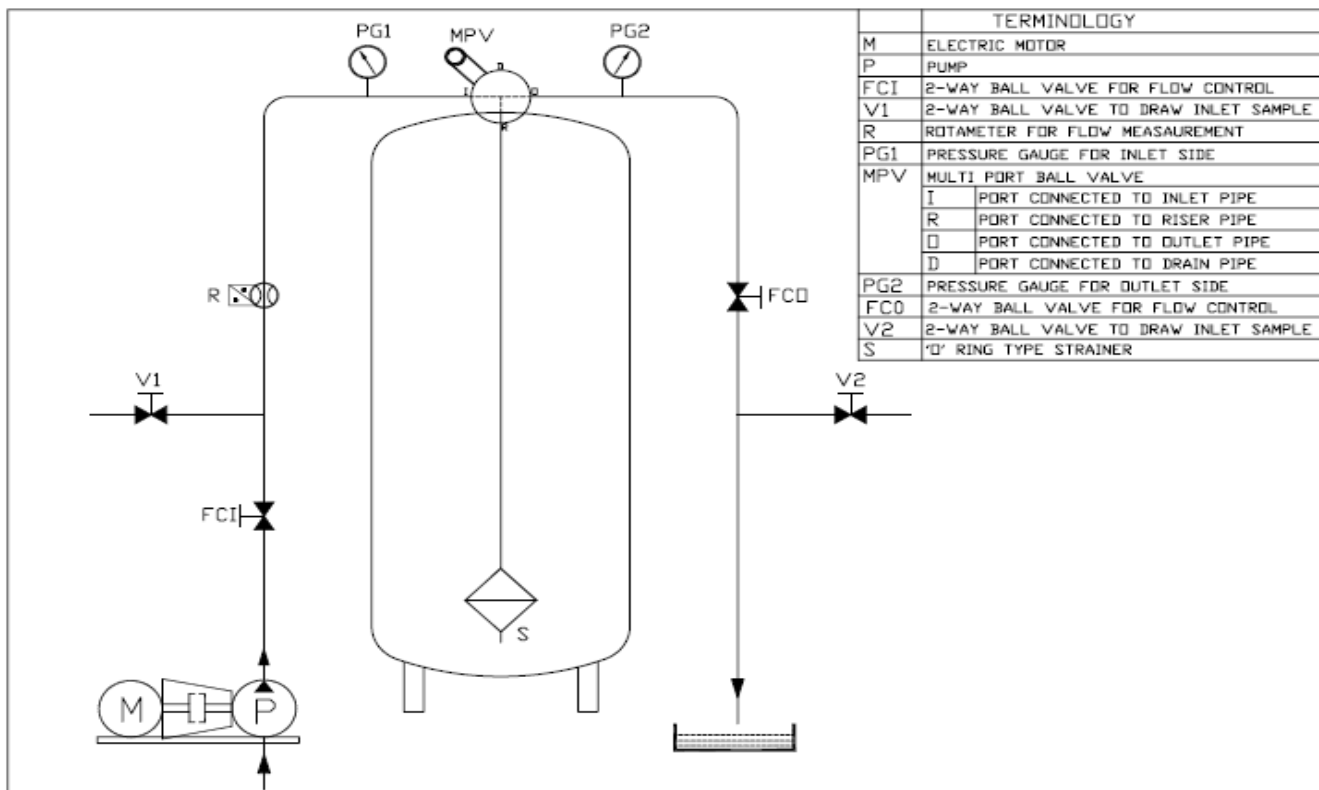 PG1
MPV
PG2
D
I
O
R
R
FCO
V1
V2
FCI
S
M
P
TERMINOLOGY
M ELECTRIC MOTOR
P PUMP
FCI 2-WAY BALL VALVE FOR FLOW CONTROL
V1 2-WAY BALL VALVE TO DRAW INLET SAMPLE
R ROTAMETER FOR FLOW MEASAUREMENT
PG1 PRESSURE GAUGE FOR INLET SIDE
MPV MULTI PORT BALL VALVE
I PORT CONNECTED TO INLET PIPE
R PORT CONNECTED TO RISER PIPE
O PORT CONNECTED TO OUTLET PIPE
D PORT CONNECTED TO DRAIN PIPE
PG2 PRESSURE GAUGE FOR OUTLET SIDE
FCO 2-WAY BALL VALVE FOR FLOW CONTROL
V2 2-WAY BALL VALVE TO DRAW INLET SAMPLE
S 'O' RING TYPE STRAINER